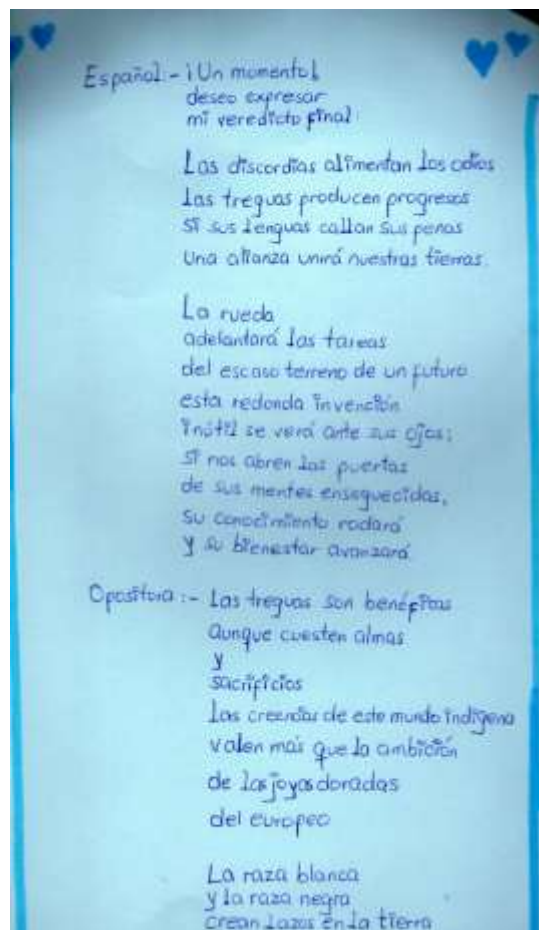 Español:- ¡Un momento!
deseo expresar
mi veredicto final:
Las discordias alimentan los odios
las treguas producen progresos
si sus lenguas callan sus penas
Una alianza unirá nuestras tierras.
La rueda
adelantará las tareas
del escaso terreno de un futuro
esta redonda invención
inútil se verá ante sus ojos;
si nos abren las puertas
de sus mentes enseguecidas,
su conocimiento rodará
y su bienestar avanzará
Opositora:- Las treguas son benéficas
aunque cuesten almas
y
sacrificios
las creencias de este mundo indígena
valen más que la ambición
de las joyas doradas
del europeo
La raza blanca
y la raza negra
crean lazos en la tierra